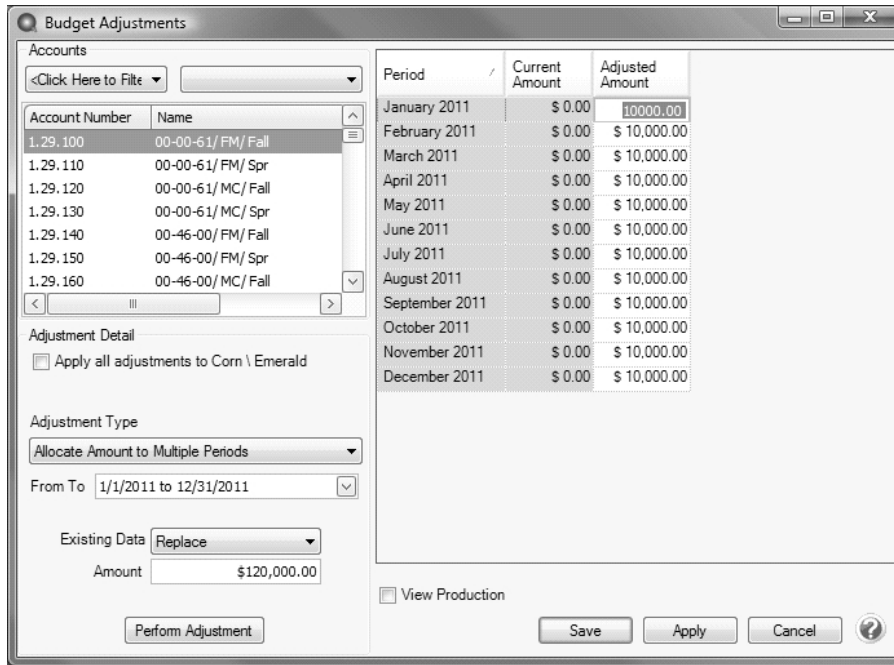 Budget Adjustments
Accounts
<Click Here to Filte
Account Number Name
1.29.100 00-00-61/ FM/ Fall
1.29.110 00-00-61/ FM/ Spr
1.29.120 00-00-61/ MC/ Fall
1.29.130 00-00-61/ MC/ Spr
1.29.140 00-46-00/ FM/ Fall
1.29.150 00-46-00/ FM/ Spr
1.29.160 00-46-00/ MC/ Fall
Adjustment Detail
Apply all adjustments to Corn \ Emerald
Adjustment Type
Allocate Amount to Multiple Periods
From To 1/1/2011 to 12/31/2011
Existing Data Replace
Amount $120,000.00
Perform Adjustment
Period Current Amount Adjusted Amount
January 2011 $ 0.00 10000.00
February 2011 $ 0.00 $ 10,000.00
March 2011 $ 0.00 $ 10,000.00
April 2011 $ 0.00 $ 10,000.00
May 2011 $ 0.00 $ 10,000.00
June 2011 $ 0.00 $ 10,000.00
July 2011 $ 0.00 $ 10,000.00
August 2011 $ 0.00 $ 10,000.00
September 2011 $ 0.00 $ 10,000.00
October 2011 $ 0.00 $ 10,000.00
November 2011 $ 0.00 $ 10,000.00
December 2011 $ 0.00 $ 10,000.00
View Production
Save Apply Cancel ?